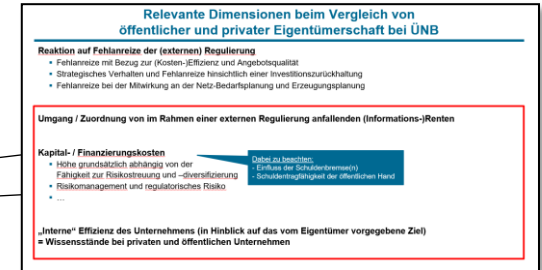 Relevante Dimensionen beim Vergleich von
öffentlicher und privater Eigentümerschaft bei ÜNB
Reaktion auf Fehlanreize der (externen) Regulierung
• Fehlanreize mit Bezug zur (Kosten-)Effizienz und Angebotsqualität
• Strategisches Verhalten und Fehlanreize hinsichtlich einer Investitionszurückhaltung
• Fehlanreize bei der Mitwirkung an der Netz-Bedarfsplanung und Erzeugungsplanung
Umgang / Zuordnung von im Rahmen einer externen Regulierung anfallenden (Informations-)Renten
Kapital- / Finanzierungskosten
• Höhe grundsätzlich abhängig von der
Fähigkeit zur Risikostreuung und –diversifizierung
• Risikomanagement und regulatorisches Risiko
• ...
Dabei zu beachten:
- Einfluss der Schuldenbremse(n)
- Schuldentragfähigkeit der öffentlichen Hand
„Interne“ Effizienz des Unternehmens (in Hinblick auf das vom Eigentümer vorgegebene Ziel)
= Wissensstände bei privaten und öffentlichen Unternehmen